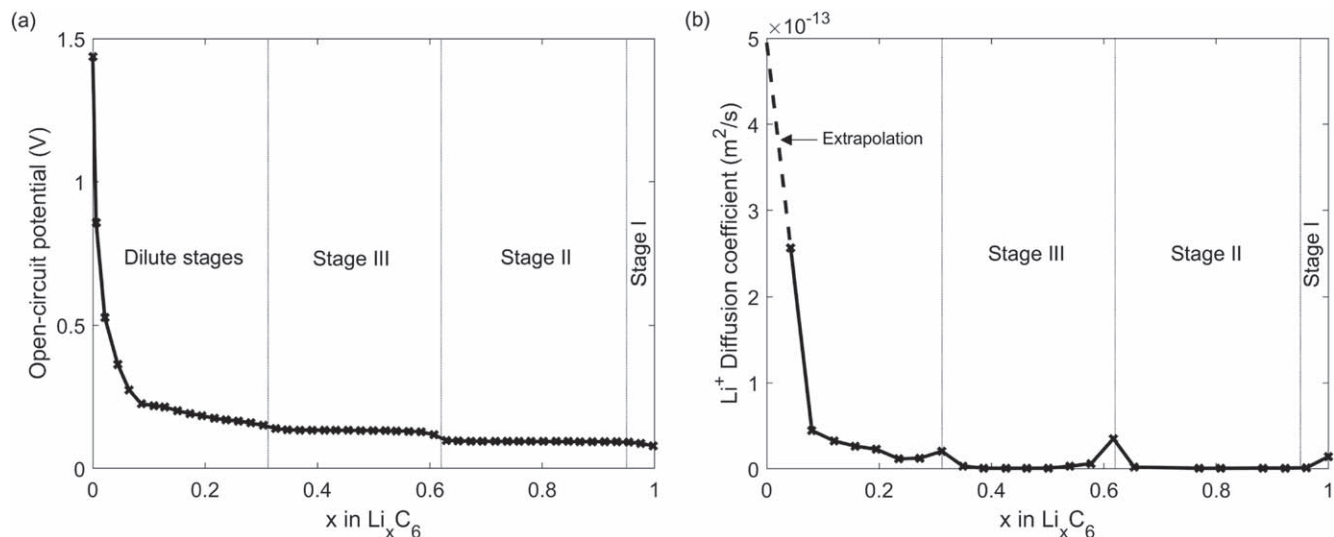 (a)
1.5
1
0.5
0
Open-circuit potential (V)
Dilute stages
Stage III
Stage II
Stage I
0 0.2 0.4 0.6 0.8 1
x in LiₓC₆
(b)
×10⁻¹³
5
4
3
2
1
0
Li⁺ Diffusion coefficient (m²/s)
Extrapolation
Stage III
Stage II
Stage I
0 0.2 0.4 0.6 0.8 1
x in LiₓC₆